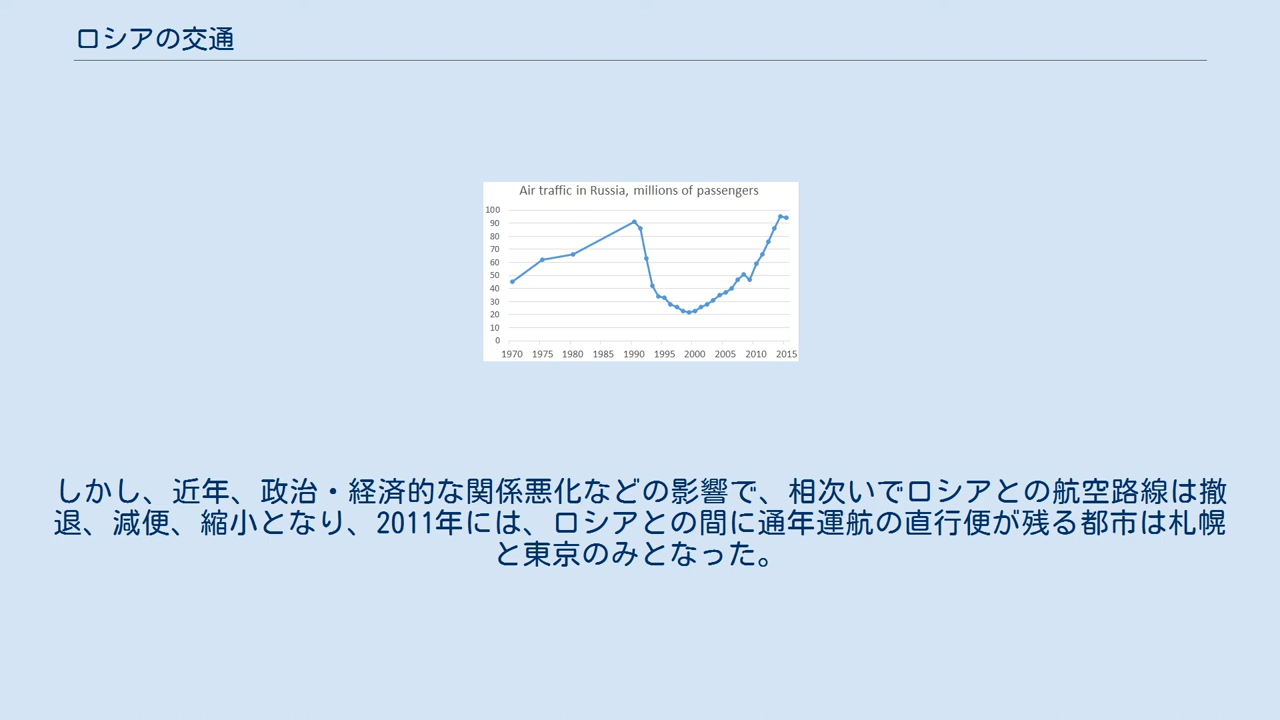 ロシアの交通
Air traffic in Russia, millions of passengers
100
90
80
70
60
50
40
30
20
10
0
1970 1975 1980 1985 1990 1995 2000 2005 2010 2015
しかし、近年、政治・経済的な関係悪化などの影響で、相次いでロシアとの航空路線は撤
退、減便、縮小となり、2011年には、ロシアとの間に通年運航の直行便が残る都市は札幌
と東京のみとなった。